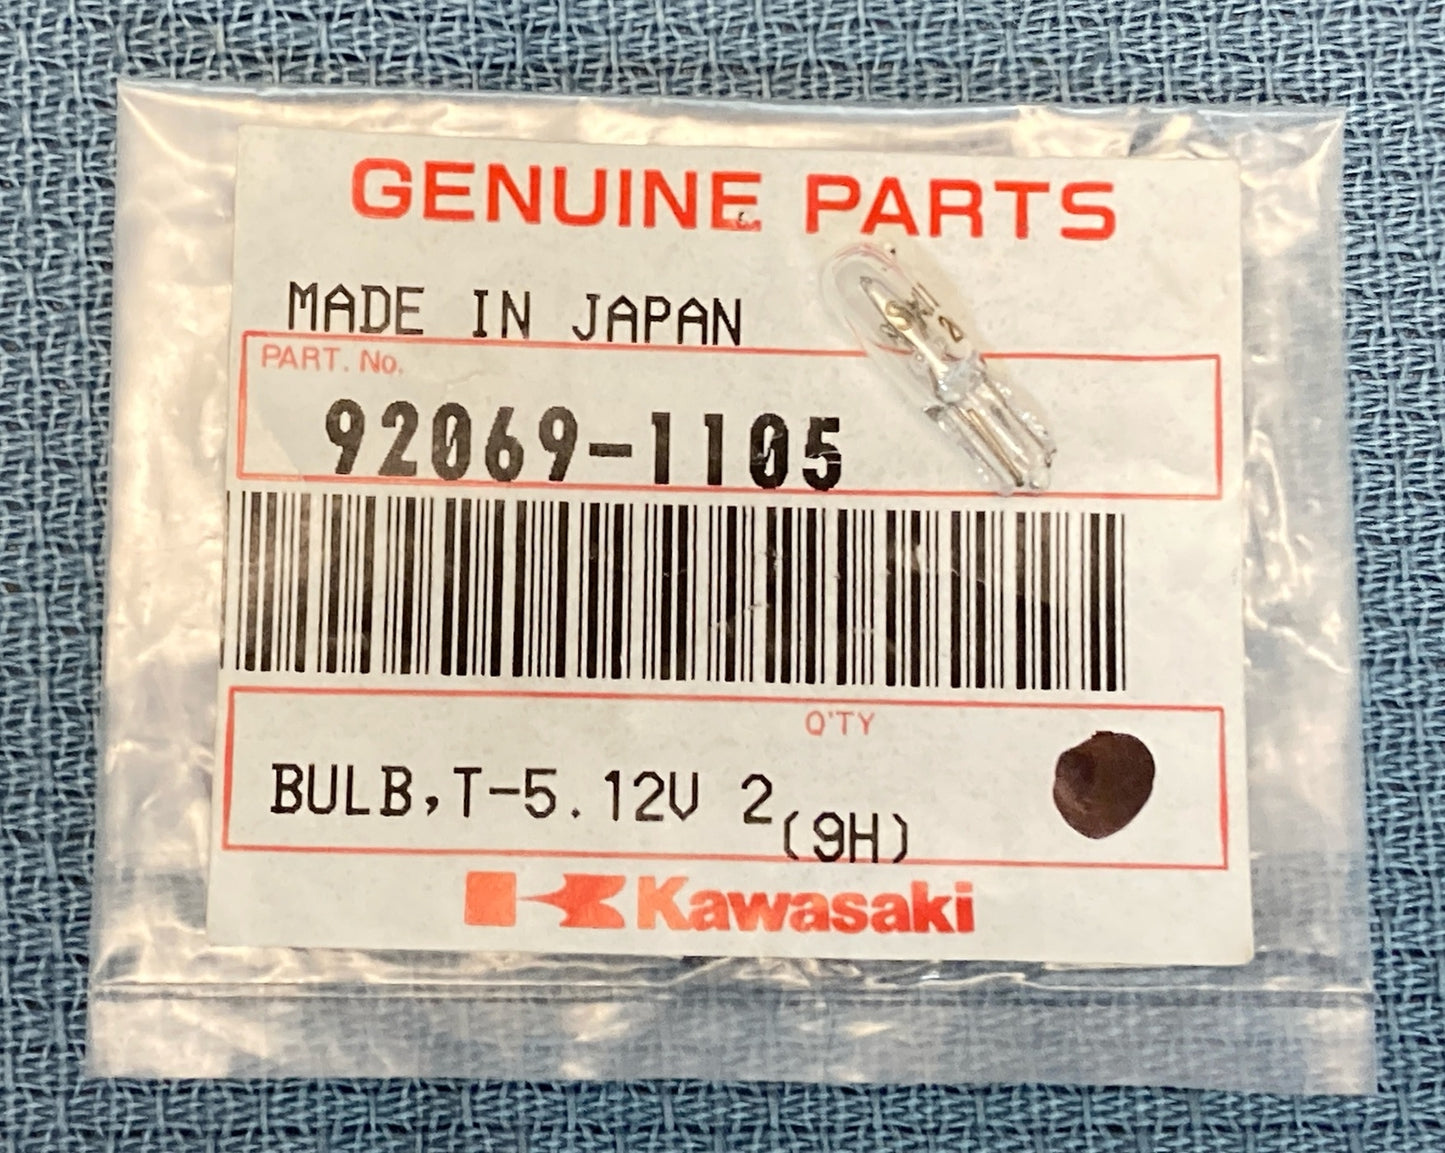 GENUINE PARTS
MADE IN JAPAN
PART. No.
92069-1105
Q'TY
BULB,T-5.12V 2
(9H)
Kawasaki